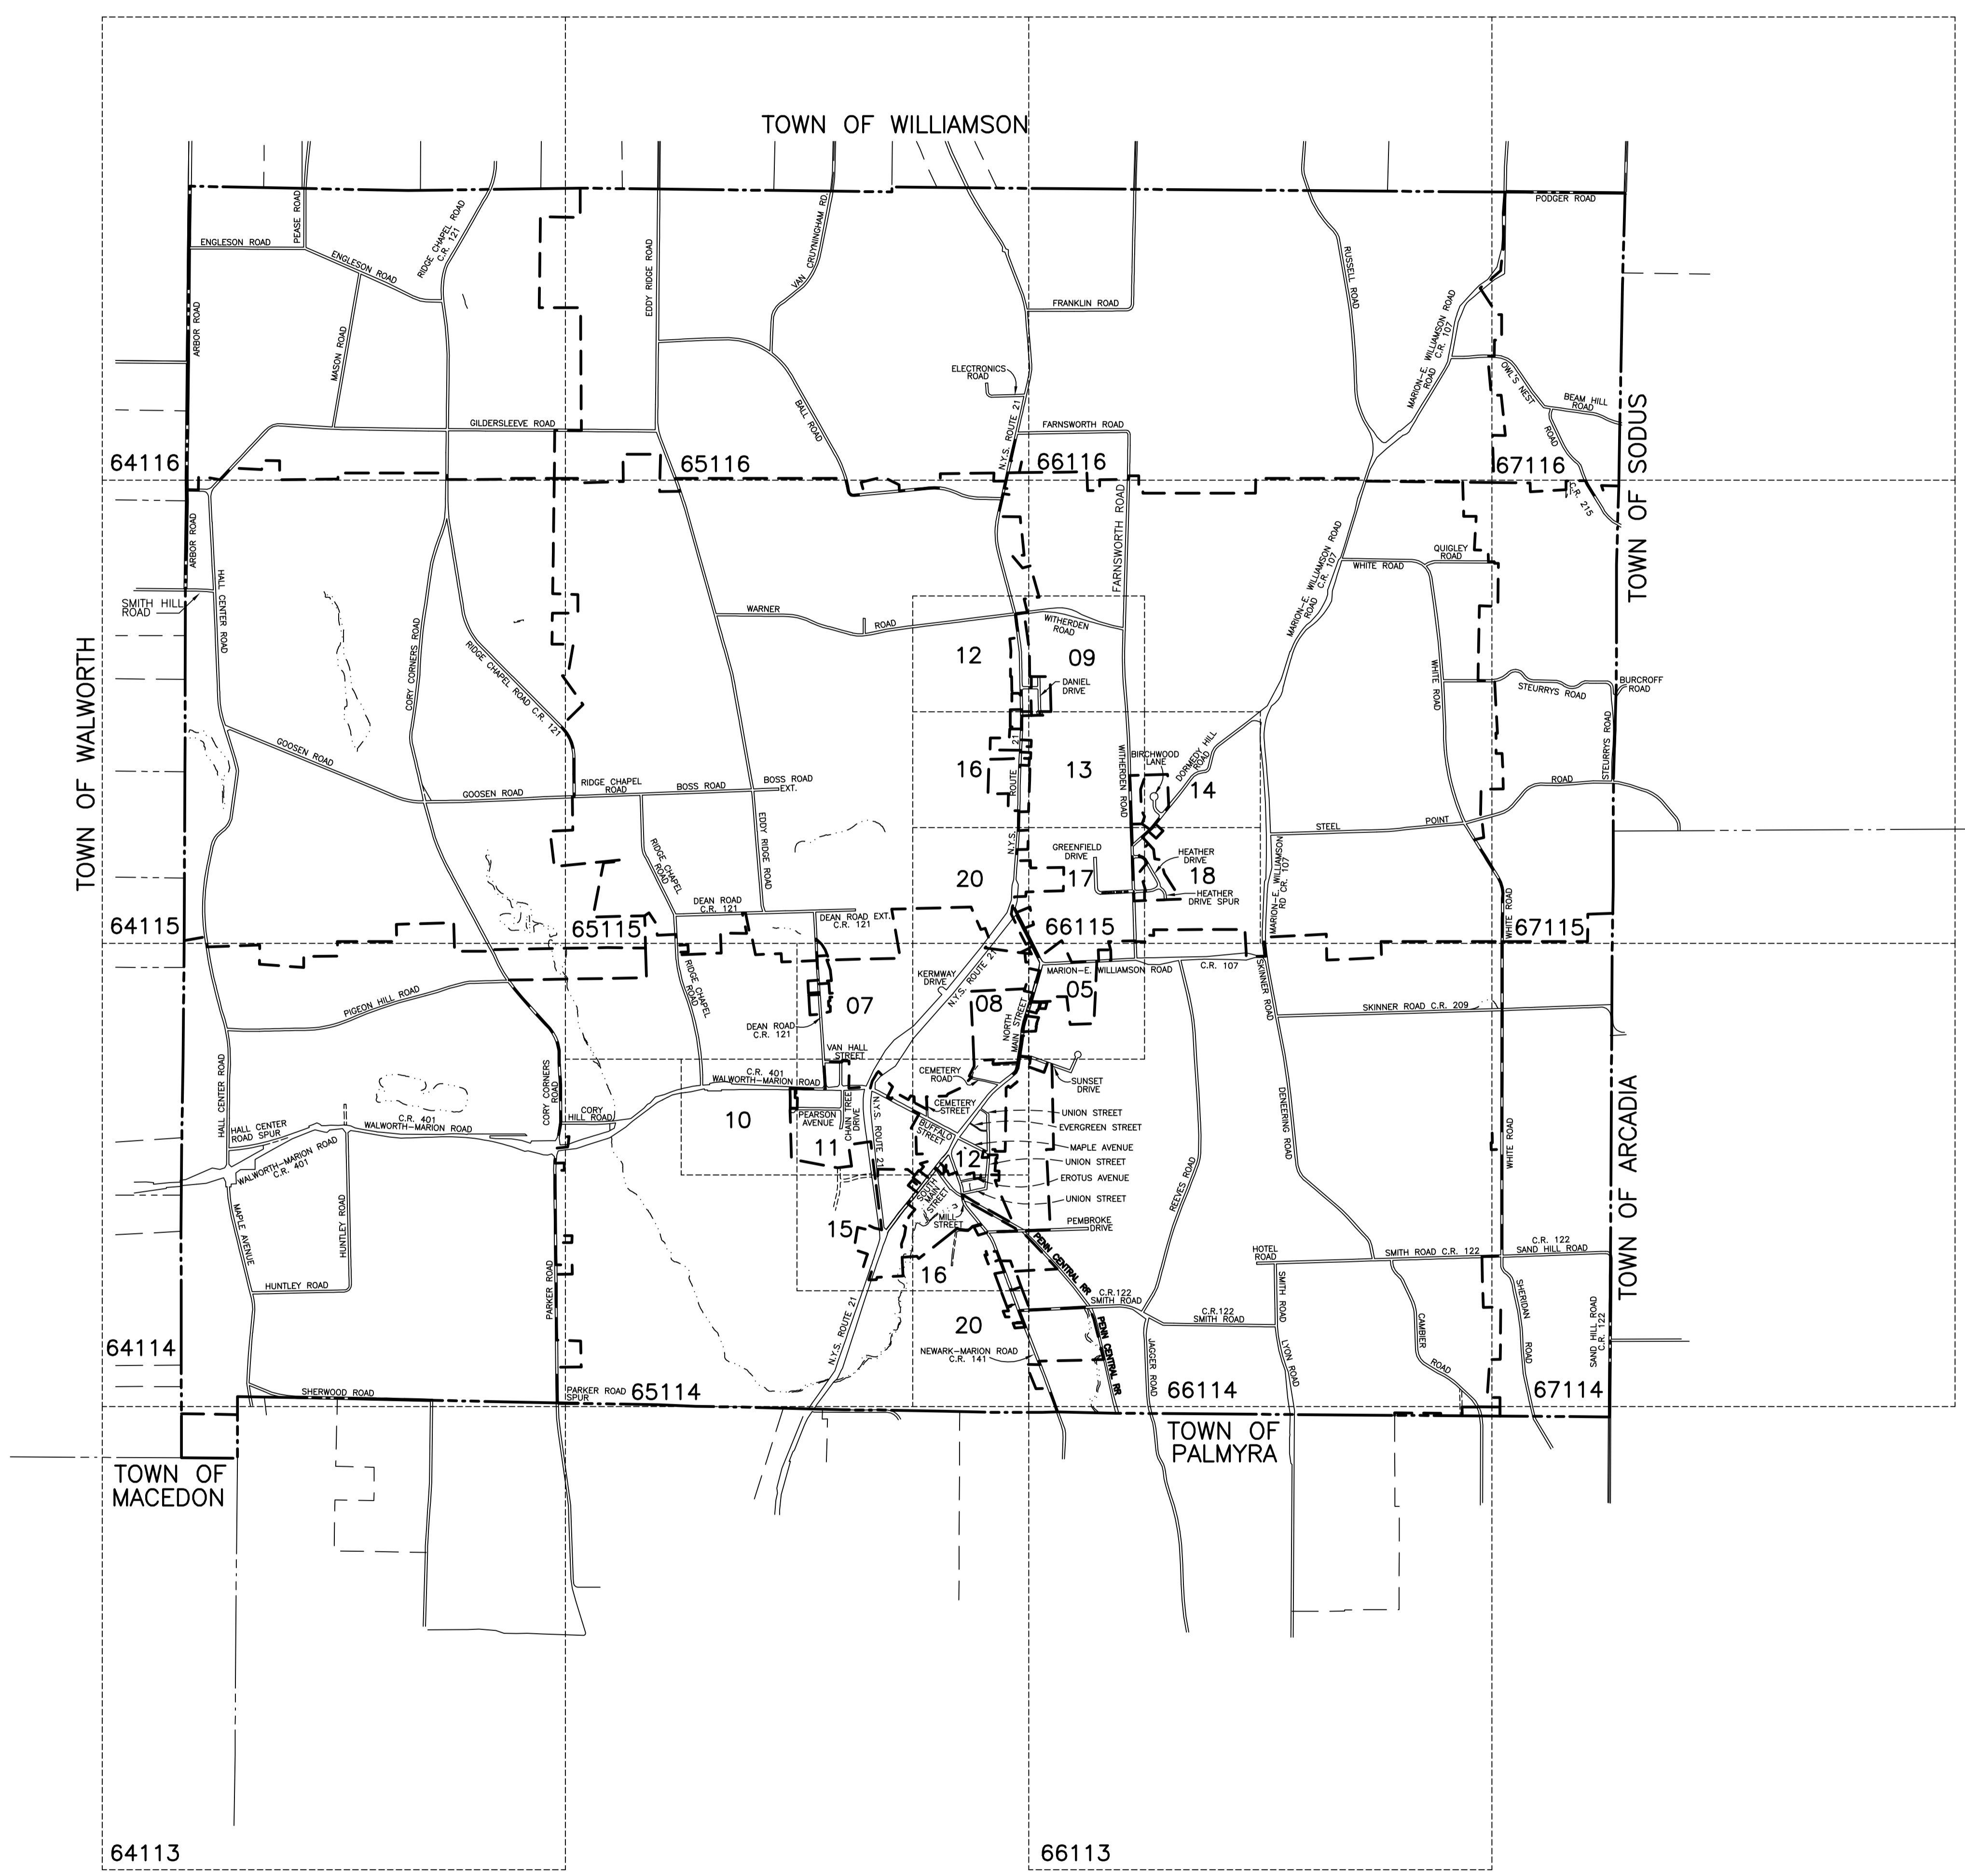 TOWN OF WILLIAMSON
PODGER ROAD
PEASE ROAD
ENGLESON ROAD
ENGLESON ROAD
RIDGE CHAPEL ROAD
C.R. 121
EDDY RIDGE ROAD
VAN CRUYNINGHAM RD.
FRANKLIN ROAD
RUSSELL ROAD
MARION-E. WILLIAMSON ROAD
C.R. 107
ROAD
ARBOR ROAD
MASON ROAD
ELECTRONICS
ROAD
OWL'S NEST
ROAD
BEAM HILL
ROAD
GILDERSLEEVE ROAD
BALL ROAD
N.Y.S. ROUTE 21
FARNSWORTH ROAD
TOWN OF SODUS
64116
65116
66116
67116
C.R. 215
ARBOR ROAD
FARNSWORTH ROAD
MARION-E. WILLIAMSON ROAD
ROAD C.R. 107
QUIGLEY
ROAD
WHITE ROAD
SMITH HILL
ROAD
HALL CENTER ROAD
WARNER
ROAD
WITHERDEN
ROAD
CORY CORNERS ROAD
RIDGE CHAPEL ROAD C.R. 121
12
09
DANIEL
DRIVE
WHITE ROAD
STEURRYS ROAD
BURCROFF
ROAD
STEURRYS ROAD
TOWN OF WALWORTH
GOOSEN ROAD
GOOSEN ROAD
RIDGE CHAPEL
ROAD
BOSS ROAD
BOSS ROAD
EXT.
16
N.Y.S. ROUTE 21
13
WITHERDEN ROAD
BIRCHWOOD
LANE
DORMEDY HILL
ROAD
14
STEEL
POINT
ROAD
EDDY RIDGE ROAD
RIDGE CHAPEL
ROAD
GREENFIELD
DRIVE
HEATHER
DRIVE
20
17
18
HEATHER
DRIVE SPUR
MARION-E. WILLIAMSON
RD CR. 107
WHITE ROAD
DEAN ROAD
C.R. 121
DEAN ROAD EXT.
C.R. 121
64115
65115
66115
67115
KERMWAY
DRIVE
N.Y.S. ROUTE 21
MARION-E. WILLIAMSON ROAD
C.R. 107
RIDGE CHAPEL
ROAD
PIGEON HILL ROAD
07
08
05
SKINNER ROAD
SKINNER ROAD C.R. 209
DEAN ROAD
C.R. 121
NORTH
MAIN STREET
VAN HALL
STREET
HALL CENTER ROAD
CORY CORNERS
ROAD
C.R. 401
WALWORTH-MARION ROAD
CEMETERY
ROAD
SUNSET
DRIVE
CEMETERY
STREET
HALL CENTER
ROAD SPUR
C.R. 401
WALWORTH-MARION ROAD
CORY
HILL ROAD
PEARSON
AVENUE
CHAIN TREE
DRIVE
N.Y.S. ROUTE 21
BUFFALO
STREET
UNION STREET
EVERGREEN STREET
MAPLE AVENUE
UNION STREET
EROTUS AVENUE
UNION STREET
DENEERING ROAD
WHITE ROAD
TOWN OF ARCADIA
WALWORTH-MARION ROAD
C.R. 401
10
11
12
MAPLE AVENUE
HUNTLEY ROAD
SOUTH
MAIN
STREET
MILL
STREET
15
16
PEMBROKE
DRIVE
REEVES ROAD
PENN CENTRAL RR
HOTEL
ROAD
SMITH ROAD C.R. 122
C.R. 122
SAND HILL ROAD
HUNTLEY ROAD
PARKER ROAD
C.R.122
SMITH ROAD
C.R.122
SMITH ROAD
SMITH ROAD
CAMBIER
ROAD
SHERIDAN
ROAD
SAND HILL ROAD
C.R. 122
20
N.Y.S. ROUTE 21
NEWARK-MARION ROAD
C.R. 141
PENN CENTRAL RR
JAGGER ROAD
LYON ROAD
64114
SHERWOOD ROAD
PARKER ROAD
SPUR
65114
66114
67114
TOWN OF
PALMYRA
TOWN OF
MACEDON
64113
66113